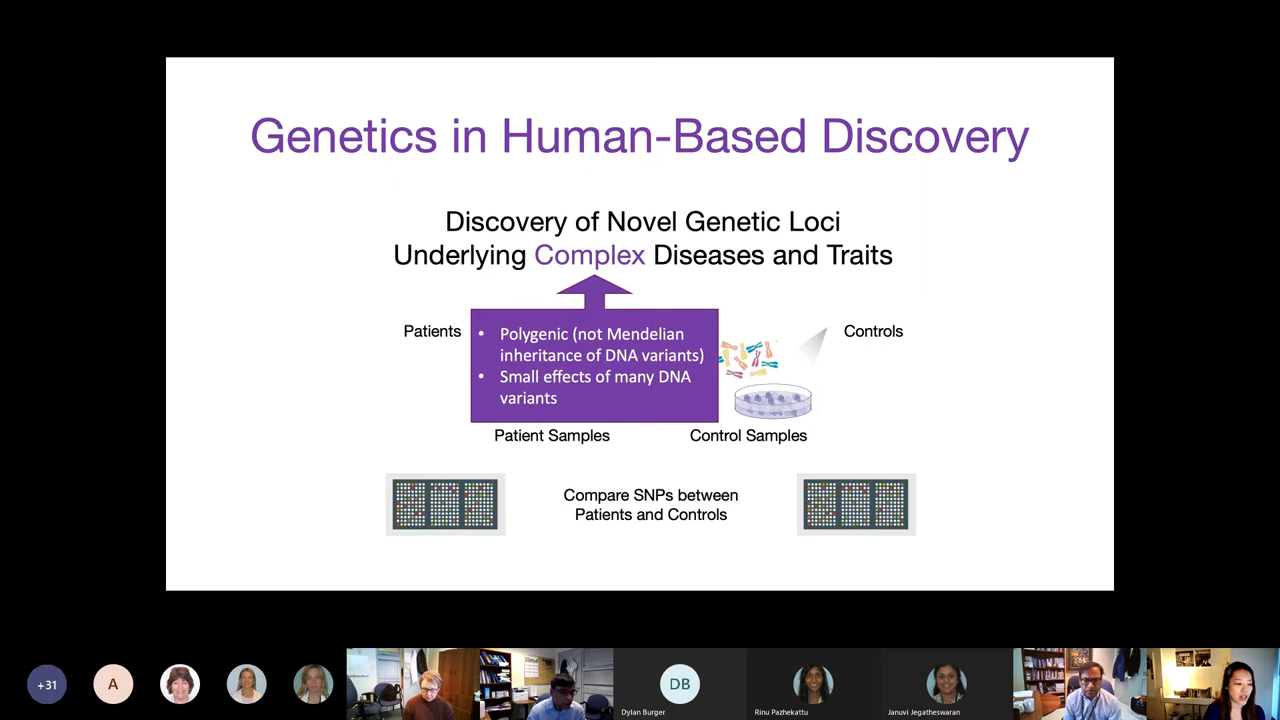 Genetics in Human-Based Discovery
Discovery of Novel Genetic Loci
Underlying Complex Diseases and Traits
Patients
• Polygenic (not Mendelian
inheritance of DNA variants)
• Small effects of many DNA
variants
Controls
Patient Samples
Control Samples
Compare SNPs between
Patients and Controls
+31
A
DB
Dylan Burger
Rinu Pazhekattu
Januvi Jegatheswaran